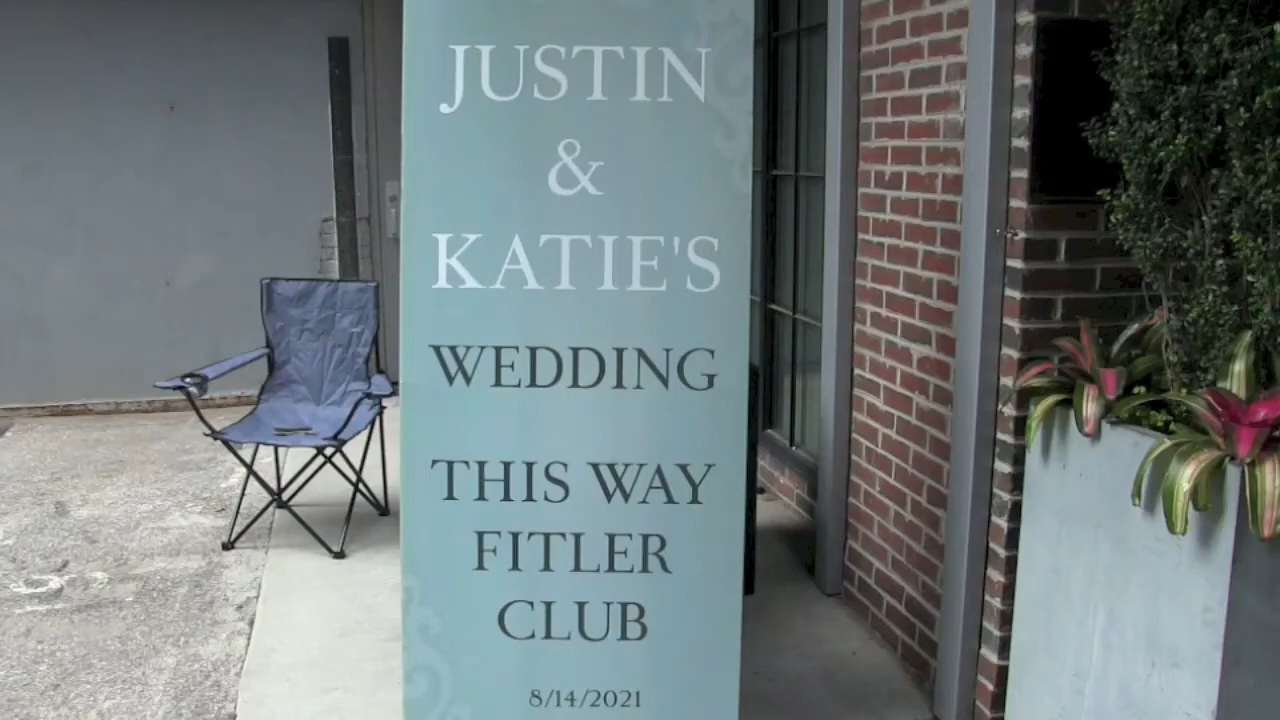 JUSTIN
&
KATIE'S
WEDDING
THIS WAY
FITLER
CLUB
8/14/2021